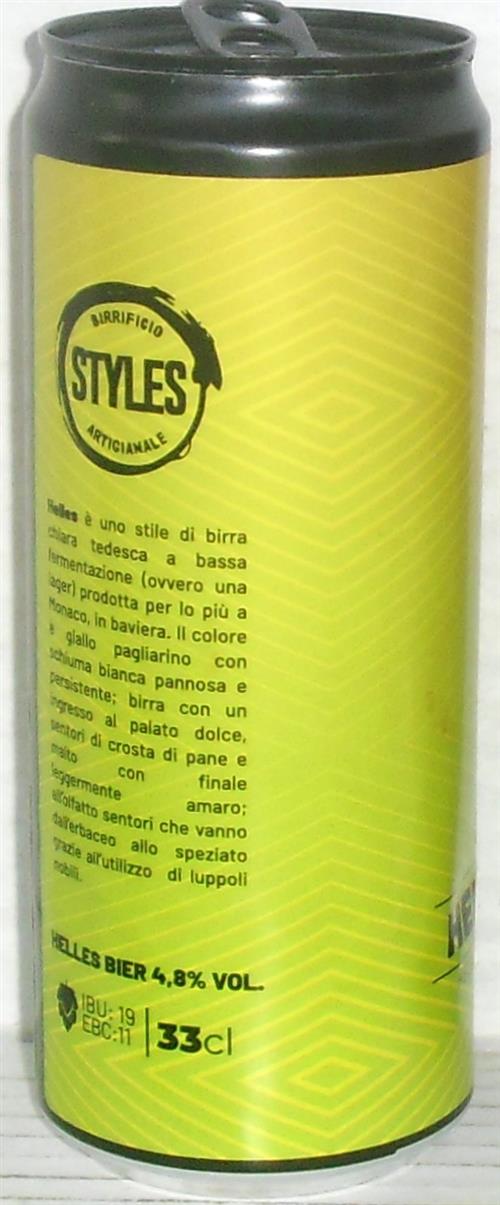 BIRRIFICIO
STYLES
ARTIGIANALE
Helles è uno stile di birra
chiara tedesca a bassa
fermentazione (ovvero una
lager) prodotta per lo più a
Monaco, in baviera. Il colore
è giallo pagliarino con
schiuma bianca pannosa e
persistente; birra con un
ingresso al palato dolce,
sentori di crosta di pane e
malto con finale
leggermente amaro;
all'olfatto sentori che vanno
dall'erbaceo allo speziato
grazie all'utilizzo di luppoli
nobili.
HELLES BIER 4,8% VOL.
IBU: 19
EBC:11
33cl